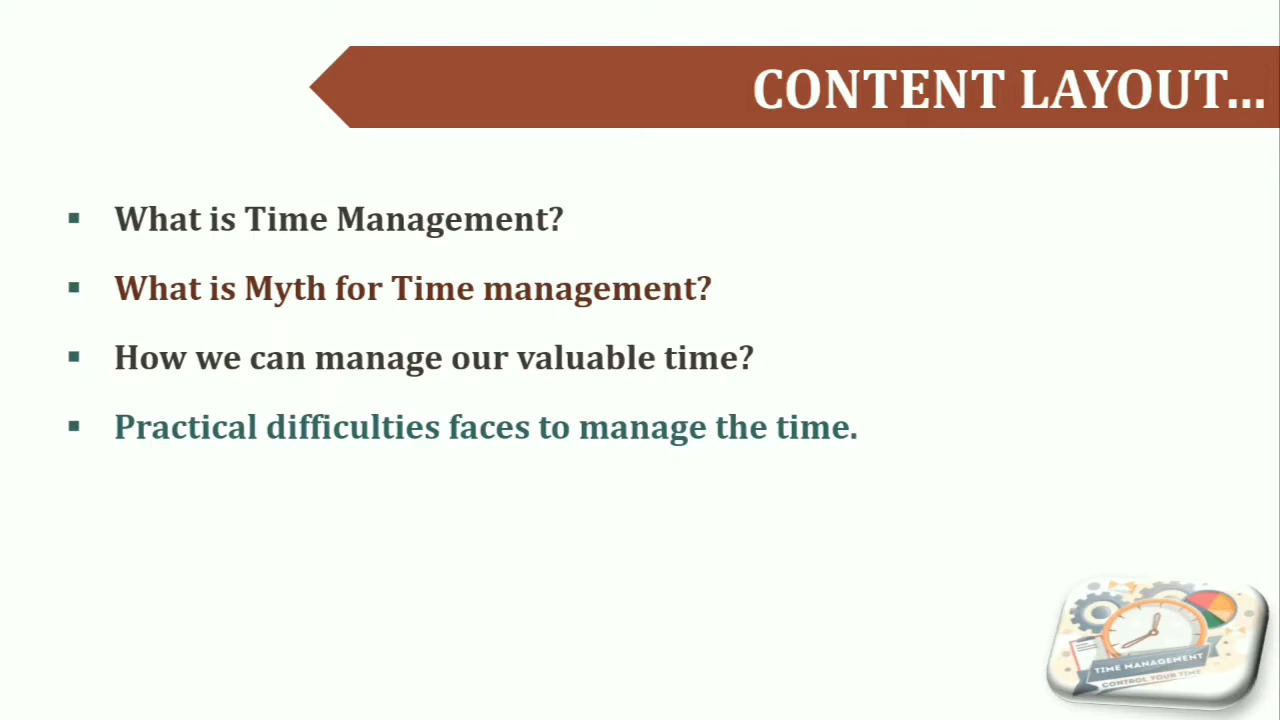 CONTENT LAYOUT...
What is Time Management?
What is Myth for Time management?
How we can manage our valuable time?
Practical difficulties faces to manage the time.
TIME MANAGEMENT
CONTROL YOUR TIME